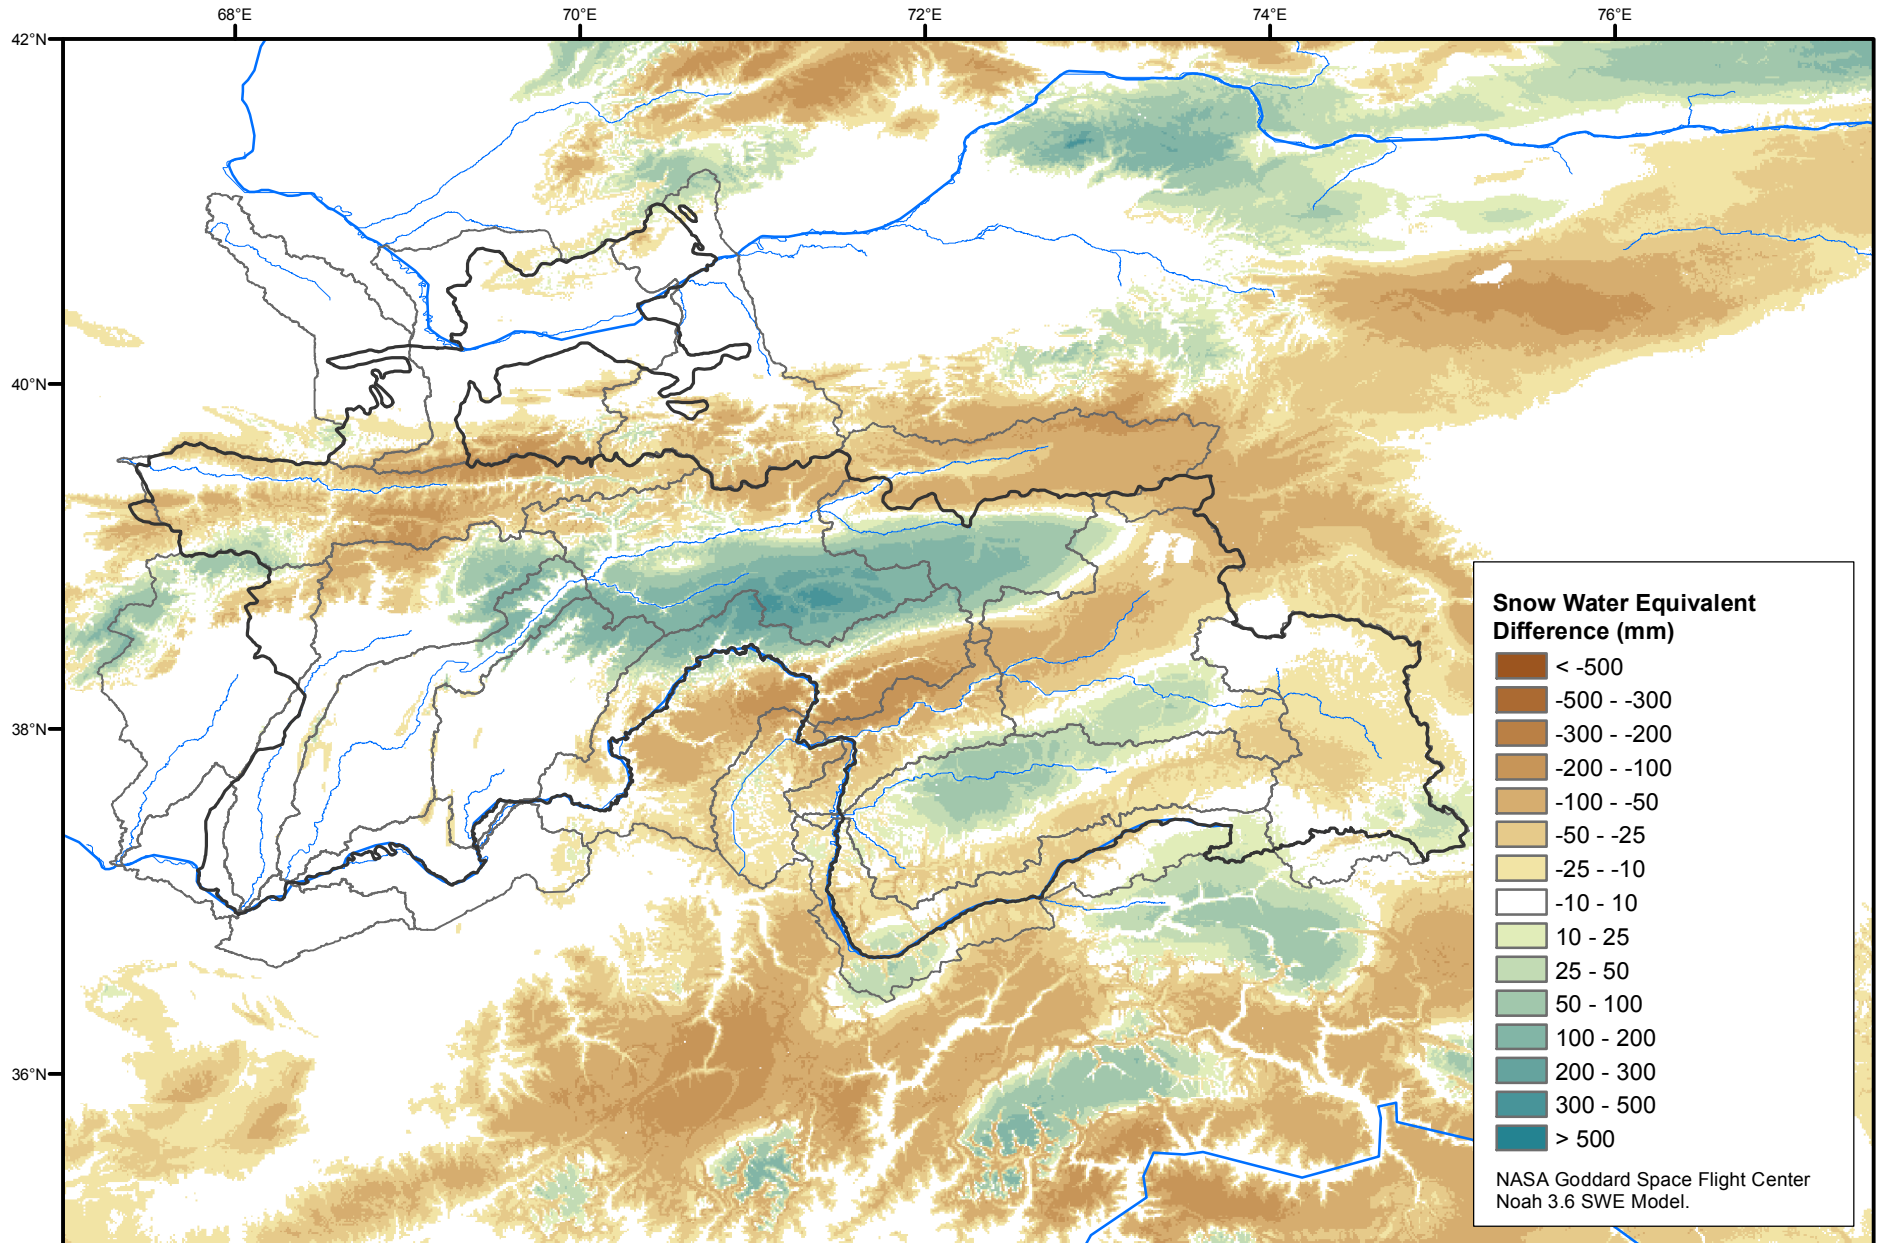 68°E 70°E 72°E 74°E 76°E
42°N
40°N
38°N
36°N
Snow Water Equivalent
Difference (mm)
< -500
-500 - -300
-300 - -200
-200 - -100
-100 - -50
-50 - -25
-25 - -10
-10 - 10
10 - 25
25 - 50
50 - 100
100 - 200
200 - 300
300 - 500
> 500
NASA Goddard Space Flight Center
Noah 3.6 SWE Model.